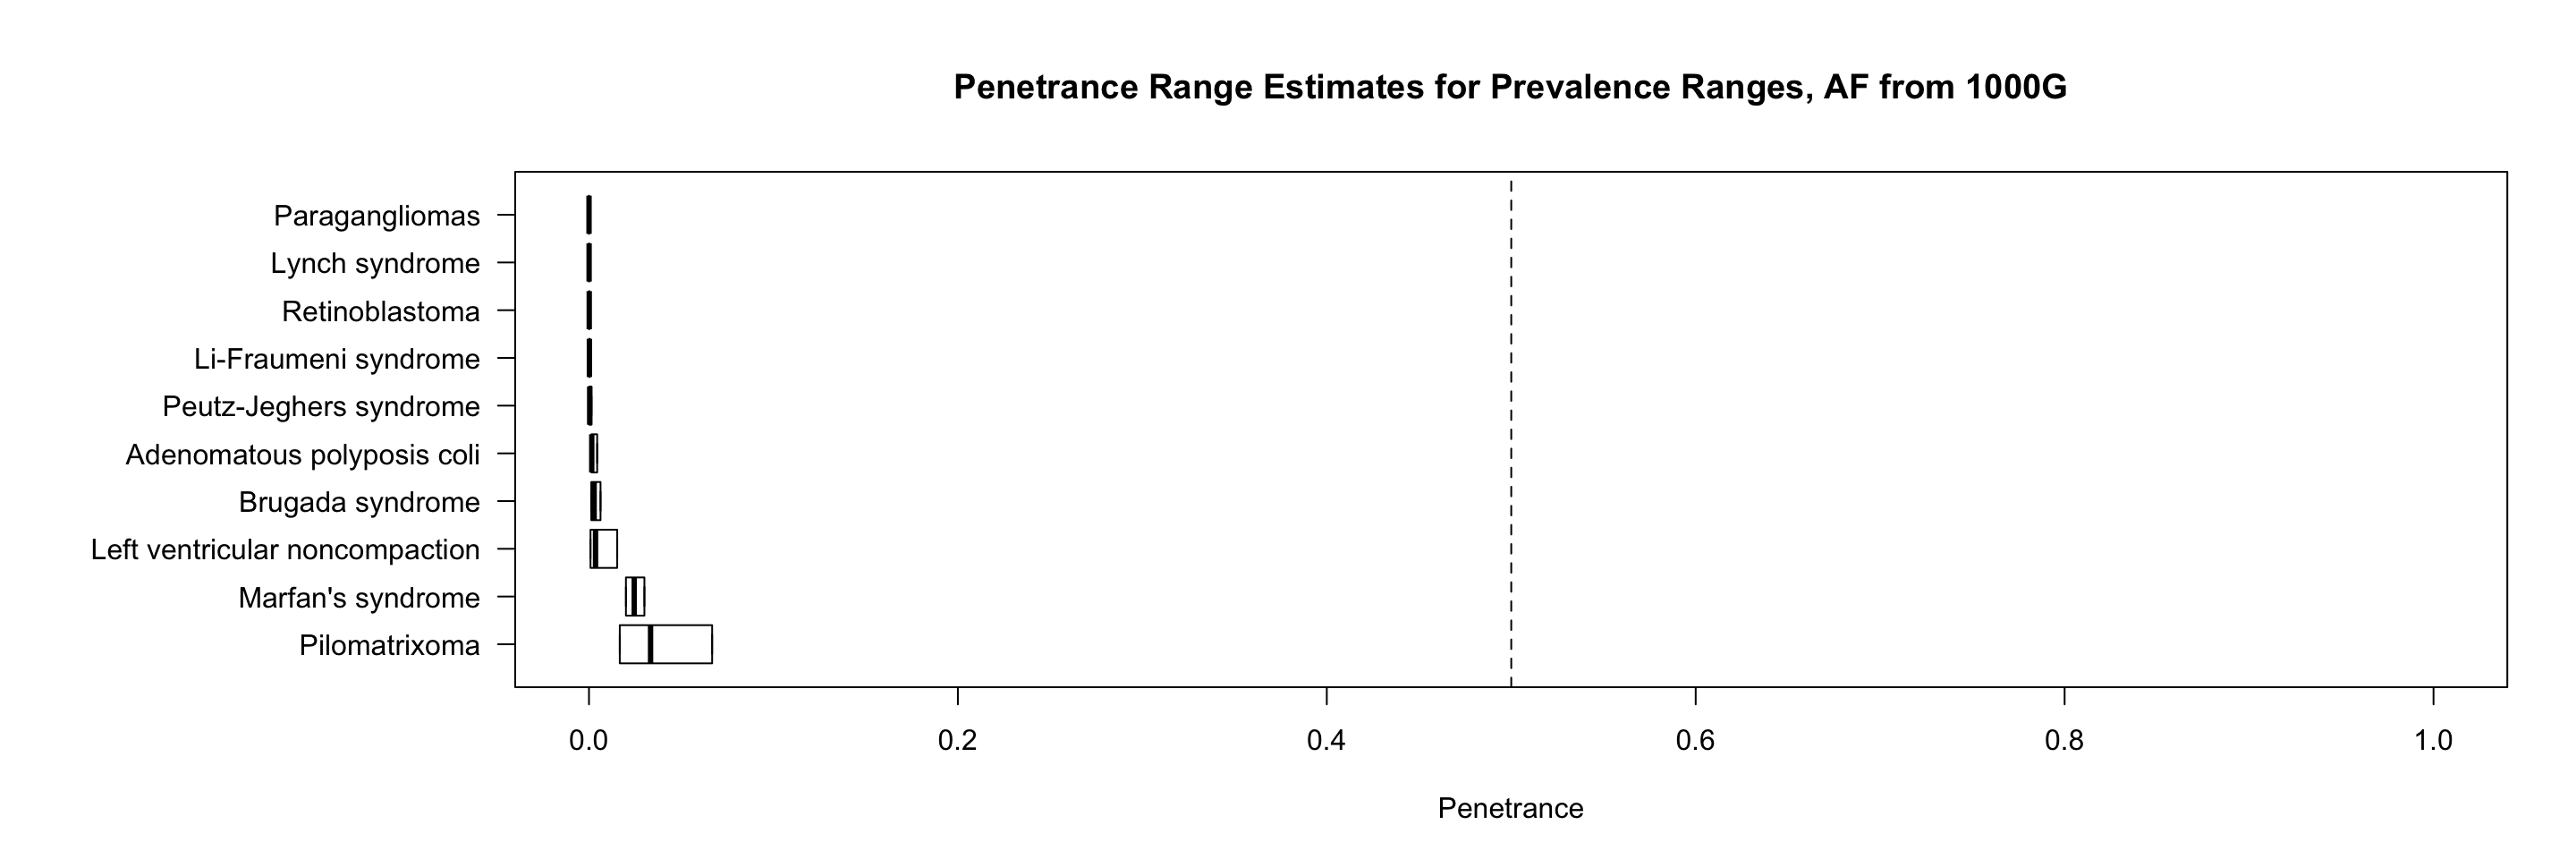 Penetrance Range Estimates for Prevalence Ranges, AF from 1000G
Paragangliomas
Lynch syndrome
Retinoblastoma
Li-Fraumeni syndrome
Peutz-Jeghers syndrome
Adenomatous polyposis coli
Brugada syndrome
Left ventricular noncompaction
Marfan's syndrome
Pilomatrixoma
0.0 0.2 0.4 0.6 0.8 1.0
Penetrance